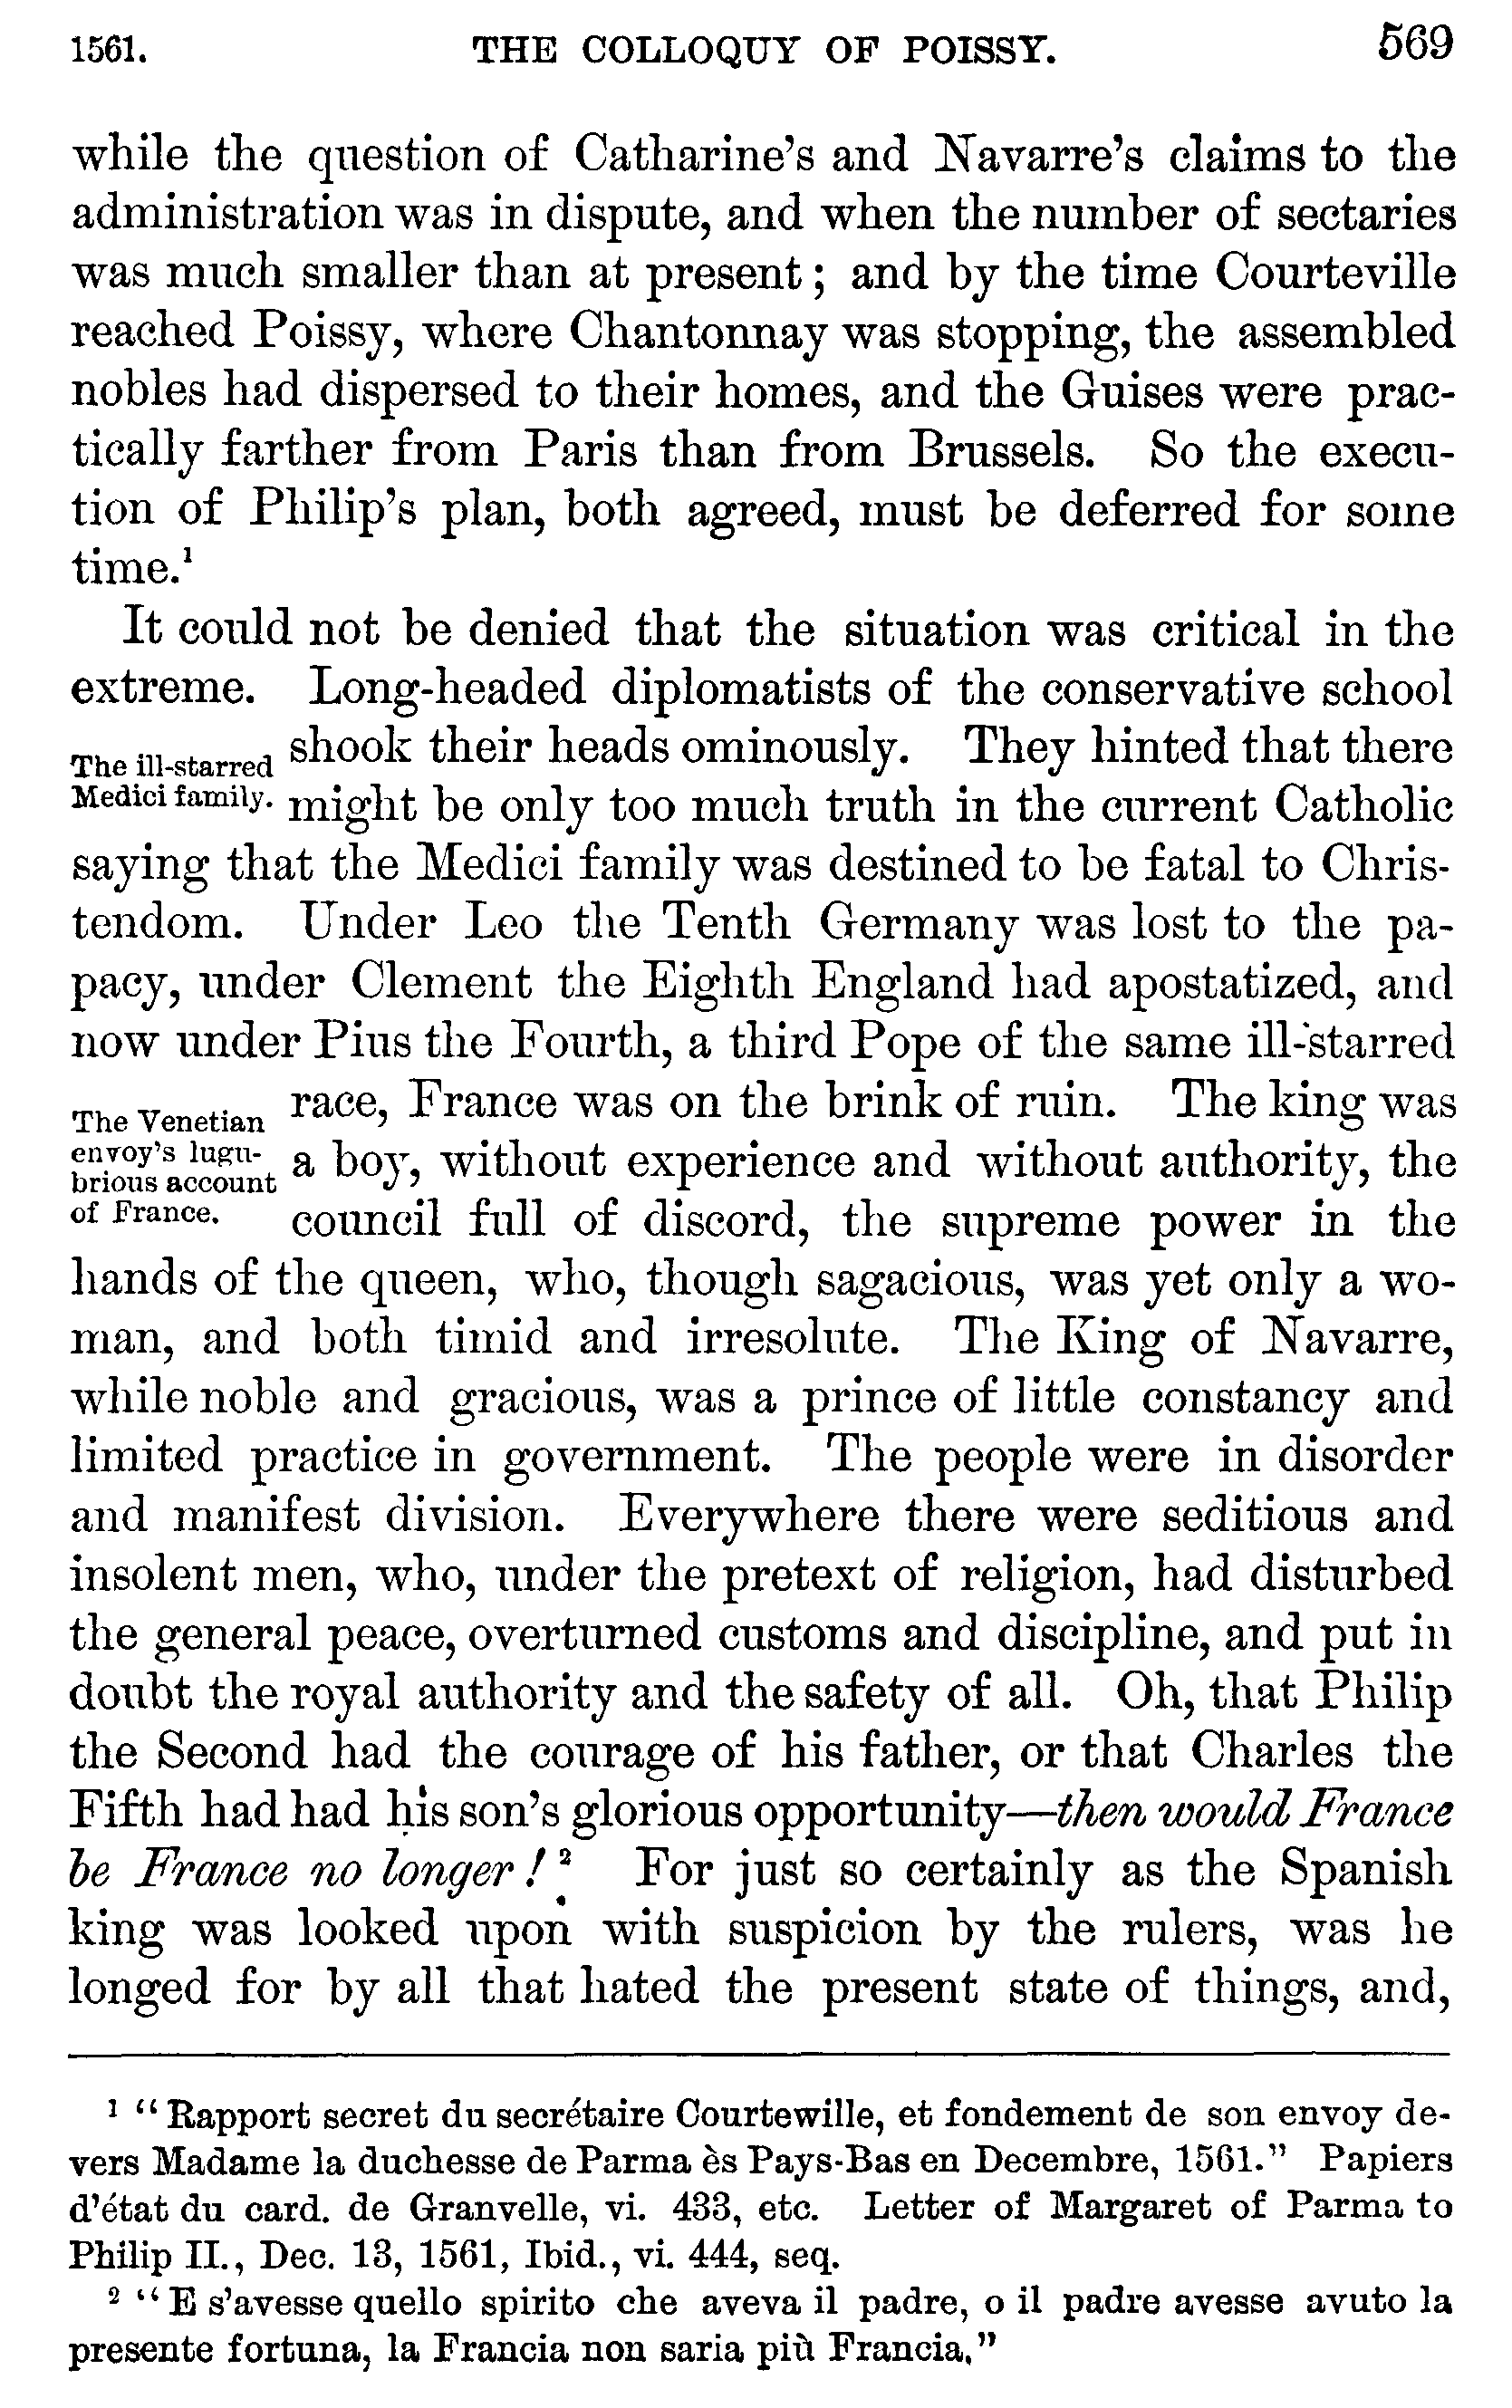 1561. THE COLLOQUY OF POISSY. 569
while the question of Catharine's and Navarre's claims to the
administration was in dispute, and when the number of sectaries
was much smaller than at present; and by the time Courteville
reached Poissy, where Chantonnay was stopping, the assembled
nobles had dispersed to their homes, and the Guises were prac-
tically farther from Paris than from Brussels. So the execu-
tion of Philip's plan, both agreed, must be deferred for some
time.¹
It could not be denied that the situation was critical in the
extreme. Long-headed diplomatists of the conservative school
The ill-starred
Medici family.
shook their heads ominously. They hinted that there
might be only too much truth in the current Catholic
saying that the Medici family was destined to be fatal to Chris-
tendom. Under Leo the Tenth Germany was lost to the pa-
pacy, under Clement the Eighth England had apostatized, and
now under Pius the Fourth, a third Pope of the same ill-starred
The Venetian
envoy's lugu-
brious account
of France.
race, France was on the brink of ruin. The king was
a boy, without experience and without authority, the
council full of discord, the supreme power in the
hands of the queen, who, though sagacious, was yet only a wo-
man, and both timid and irresolute. The King of Navarre,
while noble and gracious, was a prince of little constancy and
limited practice in government. The people were in disorder
and manifest division. Everywhere there were seditious and
insolent men, who, under the pretext of religion, had disturbed
the general peace, overturned customs and discipline, and put in
doubt the royal authority and the safety of all. Oh, that Philip
the Second had the courage of his father, or that Charles the
Fifth had had his son's glorious opportunity—then would France
be France no longer!² For just so certainly as the Spanish
king was looked upon with suspicion by the rulers, was he
longed for by all that hated the present state of things, and,
¹ "Rapport secret du secrétaire Courtewille, et fondement de son envoy de-
vers Madame la duchesse de Parma ès Pays-Bas en Decembre, 1561." Papiers
d'état du card. de Granvelle, vi. 433, etc. Letter of Margaret of Parma to
Philip II., Dec. 13, 1561, Ibid., vi. 444, seq.
² "E s'avesse quello spirito che aveva il padre, o il padre avesse avuto la
presente fortuna, la Francia non saria più Francia."